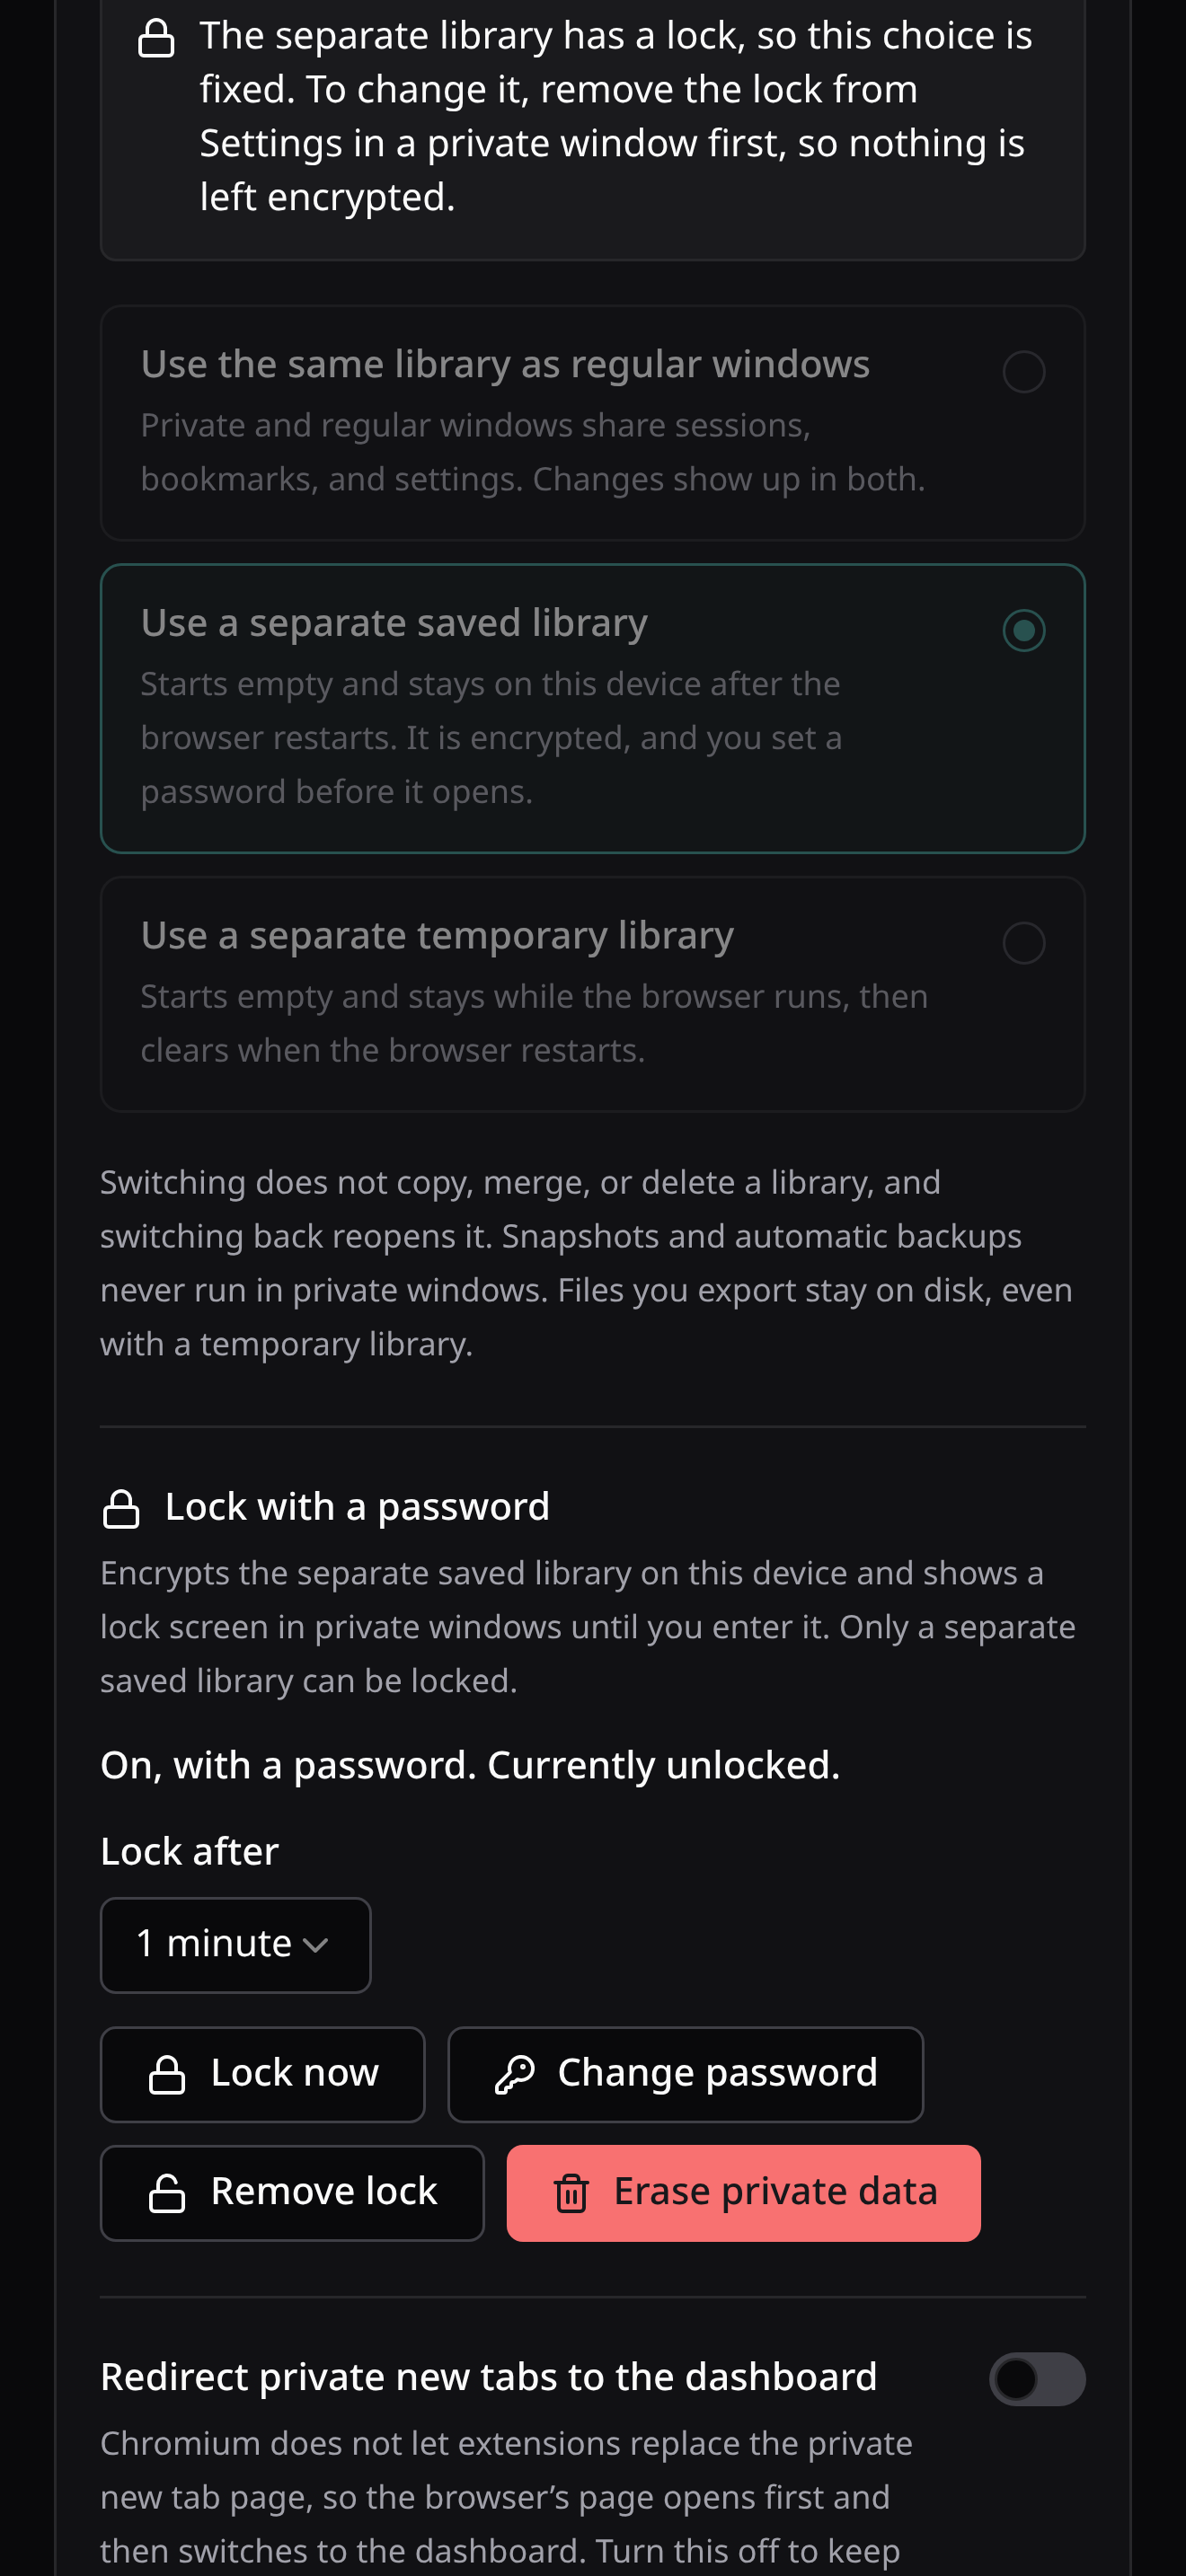 The separate library has a lock, so this choice is
fixed. To change it, remove the lock from
Settings in a private window first, so nothing is
left encrypted.
Use the same library as regular windows
Private and regular windows share sessions,
bookmarks, and settings. Changes show up in both.
Use a separate saved library
Starts empty and stays on this device after the
browser restarts. It is encrypted, and you set a
password before it opens.
Use a separate temporary library
Starts empty and stays while the browser runs, then
clears when the browser restarts.
Switching does not copy, merge, or delete a library, and
switching back reopens it. Snapshots and automatic backups
never run in private windows. Files you export stay on disk, even
with a temporary library.
Lock with a password
Encrypts the separate saved library on this device and shows a
lock screen in private windows until you enter it. Only a separate
saved library can be locked.
On, with a password. Currently unlocked.
Lock after
1 minute
Lock now
Change password
Remove lock
Erase private data
Redirect private new tabs to the dashboard
Chromium does not let extensions replace the private
new tab page, so the browser’s page opens first and
then switches to the dashboard. Turn this off to keep